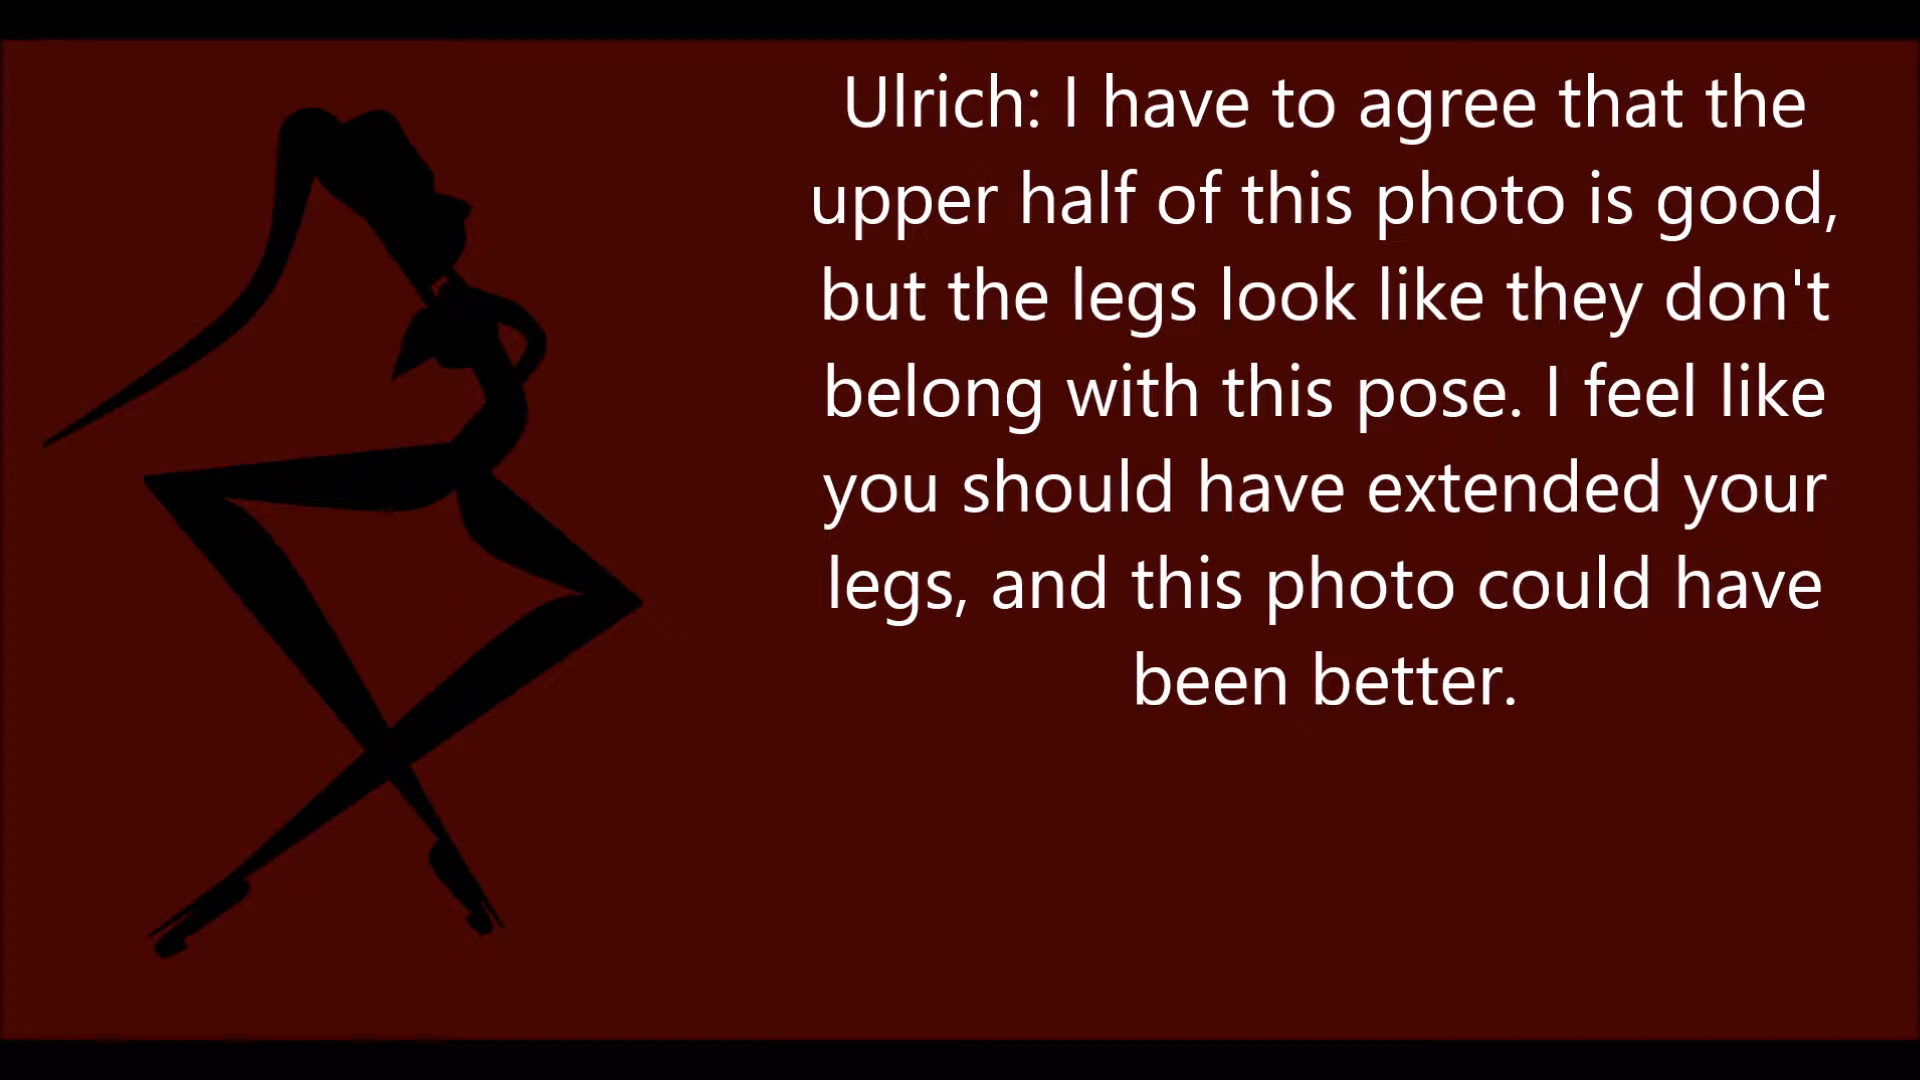 Ulrich: I have to agree that the
upper half of this photo is good,
but the legs look like they don't
belong with this pose. I feel like
you should have extended your
legs, and this photo could have
been better.